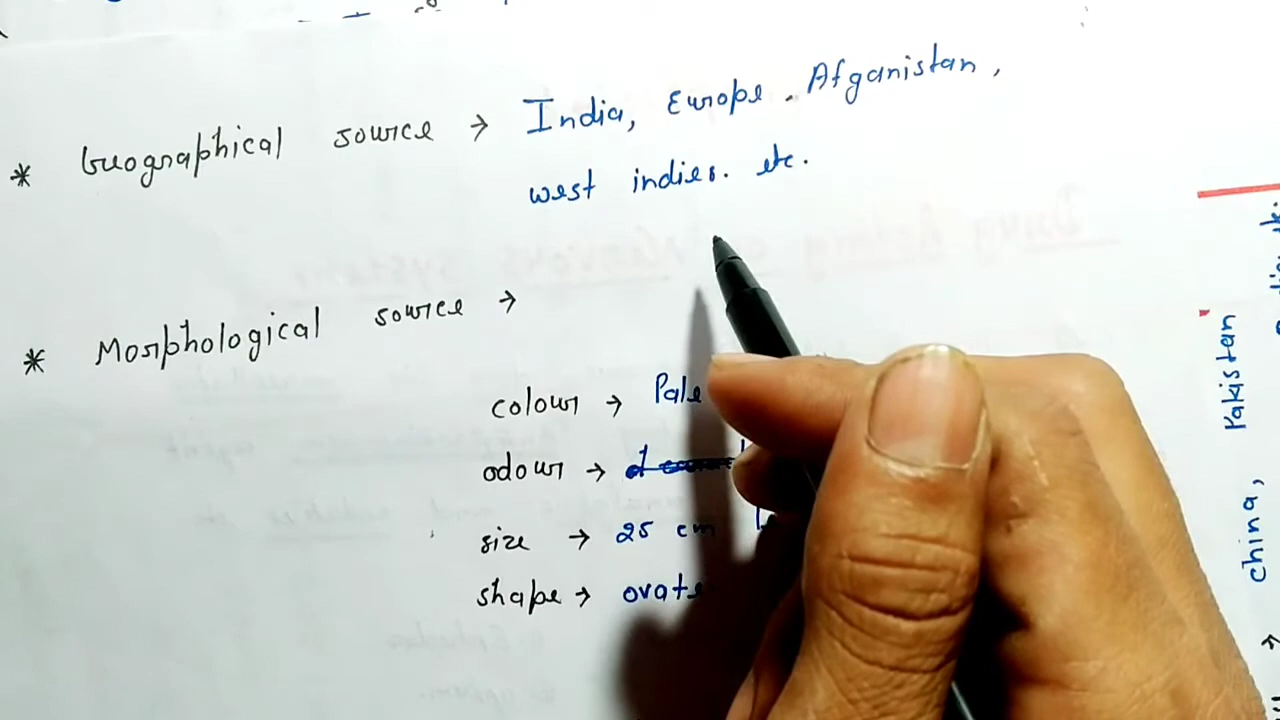 * Geographical source → India, Europe. Afganistan,
west indies. etc.
* Morphological source →
colour → Pale
odour →
size → 25 cm
shape → ovate
Pakistan
china,